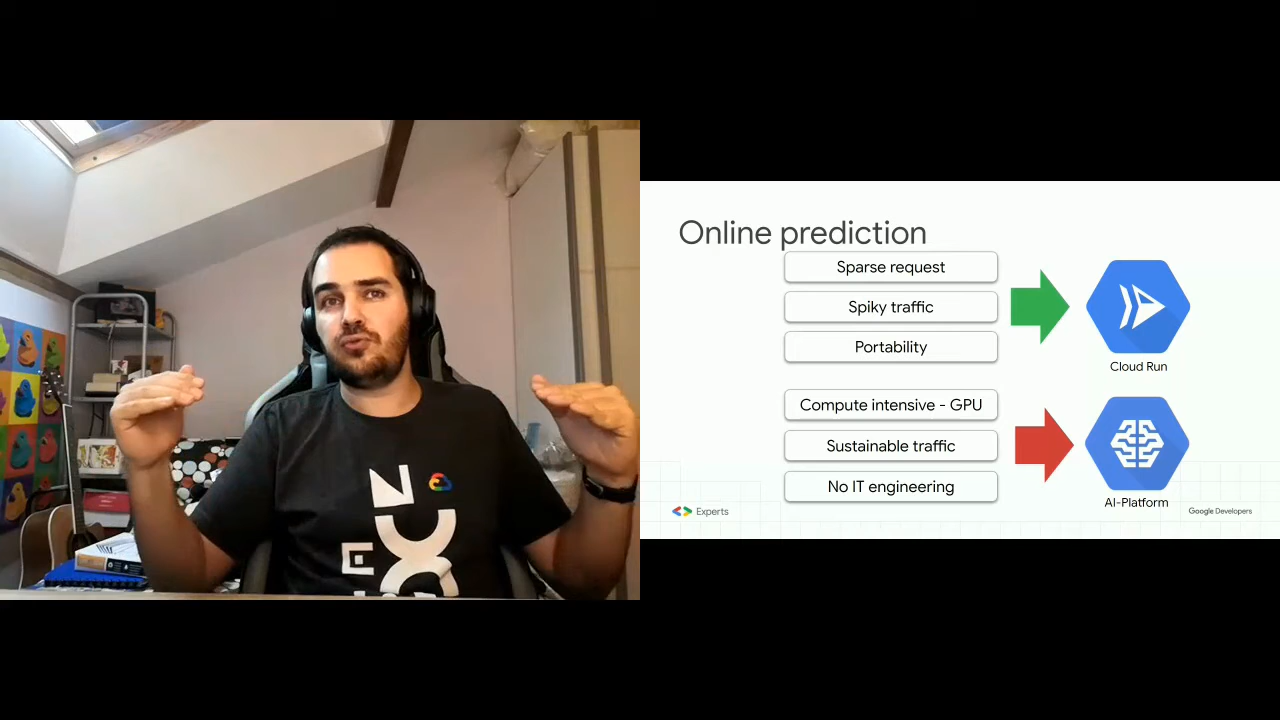 Online prediction
Sparse request
Spiky traffic
Portability
Cloud Run
Compute intensive - GPU
Sustainable traffic
No IT engineering
AI-Platform
Experts
Google Developers